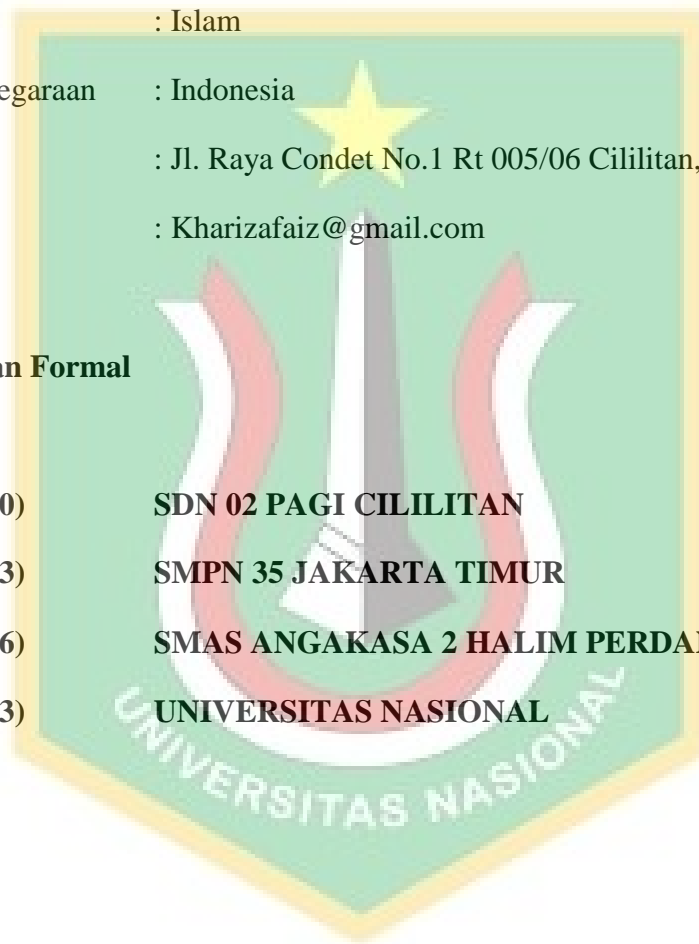 : Islam
egaraan : Indonesia
: Jl. Raya Condet No.1 Rt 005/06 Cililitan,
: Kharizafaiz@gmail.com
an Formal
0) SDN 02 PAGI CILILITAN
3) SMPN 35 JAKARTA TIMUR
6) SMAS ANGAKASA 2 HALIM PERDA
3) UNIVERSITAS NASIONAL
UNIVERSITAS NASIONAL